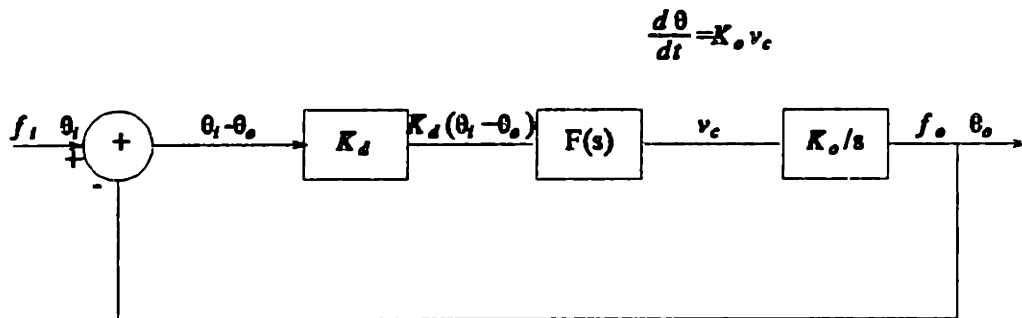 dθ/dt=K_o v_c
f_i θ_i θ_i-θ_o K_d K_d(θ_i-θ_o) F(s) v_c K_o/s f_o θ_o
+ +
-